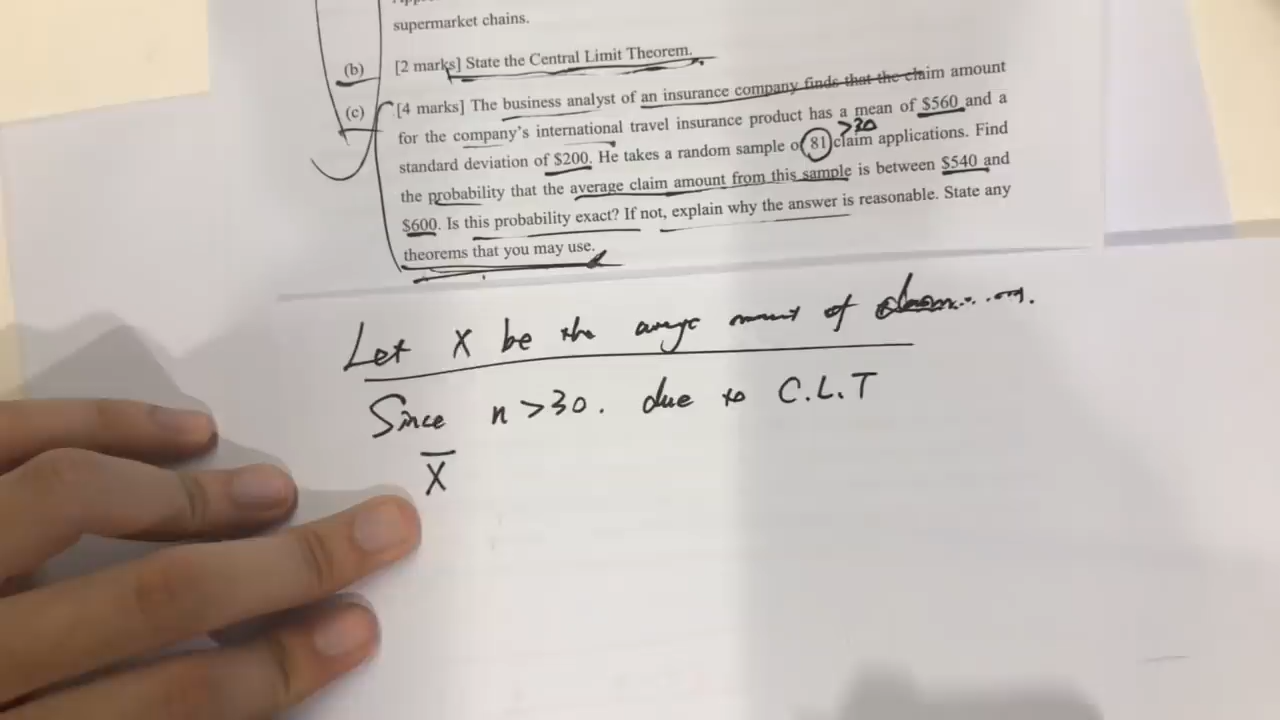 supermarket chains.
(b) [2 marks] State the Central Limit Theorem.
(c) [4 marks] The business analyst of an insurance company finds that the claim amount
for the company's international travel insurance product has a mean of $560 and a
>30
standard deviation of $200. He takes a random sample of 81 claim applications. Find
the probability that the average claim amount from this sample is between $540 and
$600. Is this probability exact? If not, explain why the answer is reasonable. State any
theorems that you may use.
Let X be the of
Since n >30. due to C.L.T
X̅